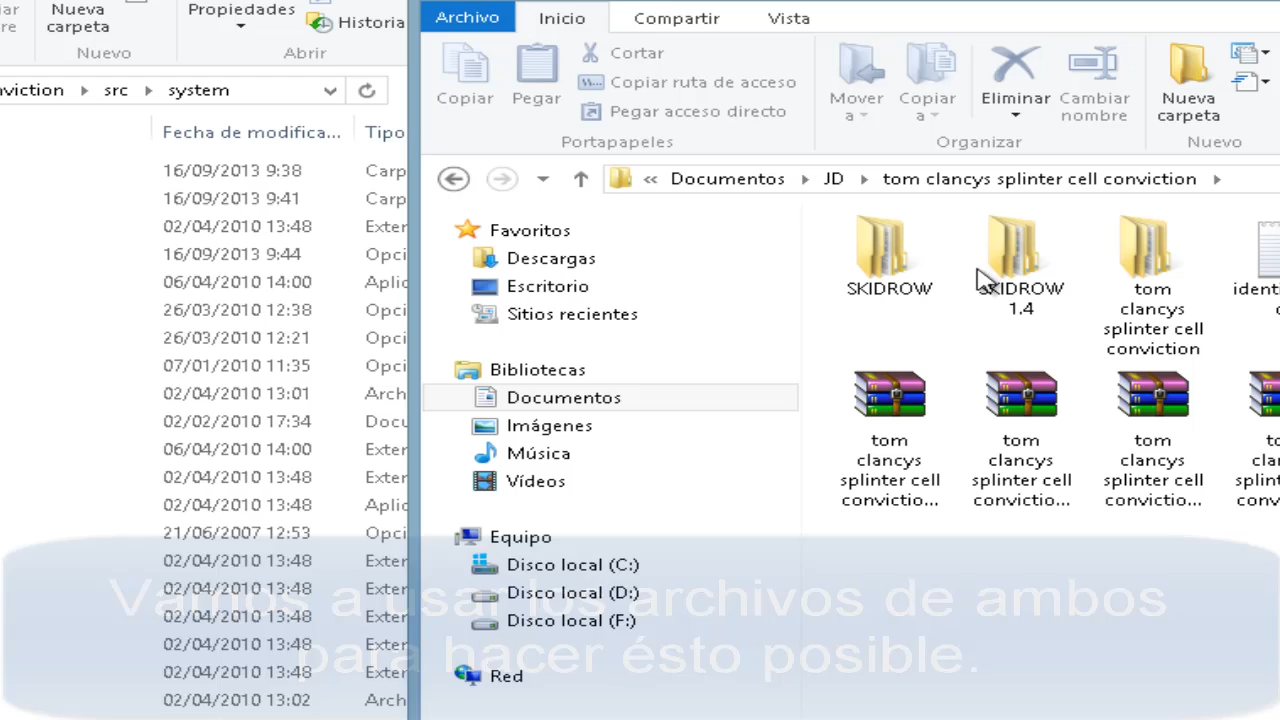 Nueva
carpeta
Nuevo
Propiedades
Historia
Abrir
nviction src system
Fecha de modifica... Tipo
16/09/2013 9:38 Carp
16/09/2013 9:41 Carp
02/04/2010 13:48 Exter
16/09/2013 9:44 Opci
06/04/2010 14:00 Aplic
26/03/2010 12:38 Opci
26/03/2010 12:21 Opci
07/01/2010 11:35 Opci
02/04/2010 13:01 Arch
02/02/2010 17:34 Docu
06/04/2010 14:00 Exter
02/04/2010 13:48 Exter
02/04/2010 13:48 Aplic
21/06/2007 12:53 Opci
02/04/2010 13:48 Exter
02/04/2010 13:48 Exter
02/04/2010 13:48 Exter
02/04/2010 13:48 Exter
02/04/2010 13:48 Exter
02/04/2010 13:02 Arch
Archivo Inicio Compartir Vista
Copiar
Pegar
Cortar
Copiar ruta de acceso
Pegar acceso directo
Portapapeles
Mover
a
Copiar
a
Eliminar
Cambiar
nombre
Organizar
Nueva
carpeta
Nuevo
« Documentos JD tom clancys splinter cell conviction
Favoritos
Descargas
Escritorio
Sitios recientes
Bibliotecas
Documentos
Imágenes
Música
Vídeos
Equipo
Disco local (C:)
Disco local (D:)
Disco local (F:)
Red
SKIDROW
SKIDROW
1.4
tom
clancys
splinter cell
conviction
identi
tom
clancys
splinter cell
convictio...
tom
clancys
splinter cell
convictio...
tom
clancys
splinter cell
convictio...
Vamos a usar los archivos de ambos
para hacer ésto posible.